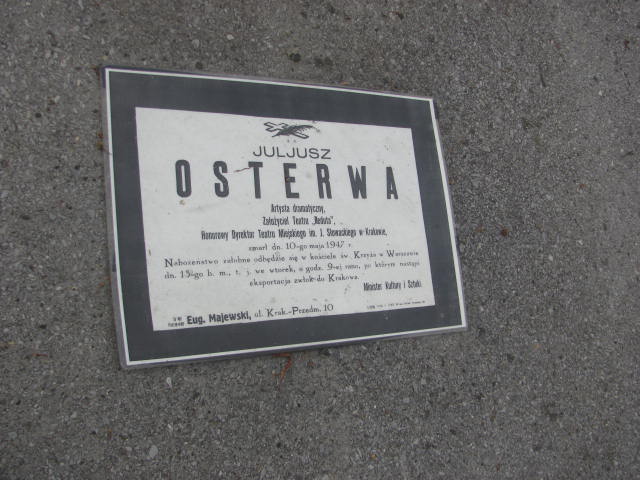 JULJUSZ
OSTERWA
Artysta dramatyczny,
Założyciel Teatru „Reduta”,
Honorowy Dyrektor Teatru Miejskiego im. J. Słowackiego w Krakowie,
zmarł dn. 10-go maja 1947 r.
Nabożeństwo żałobne odbędzie się w kościele św. Krzyża w Warszawie
dn. 13-go b. m., t. j. we wtorek, o godz. 9-ej rano, po którym nastąpi
eksportacja zwłok do Krakowa.
Minister Kultury i Sztuki.
Eug. Majewski, ul. Krak.-Przedm. 10